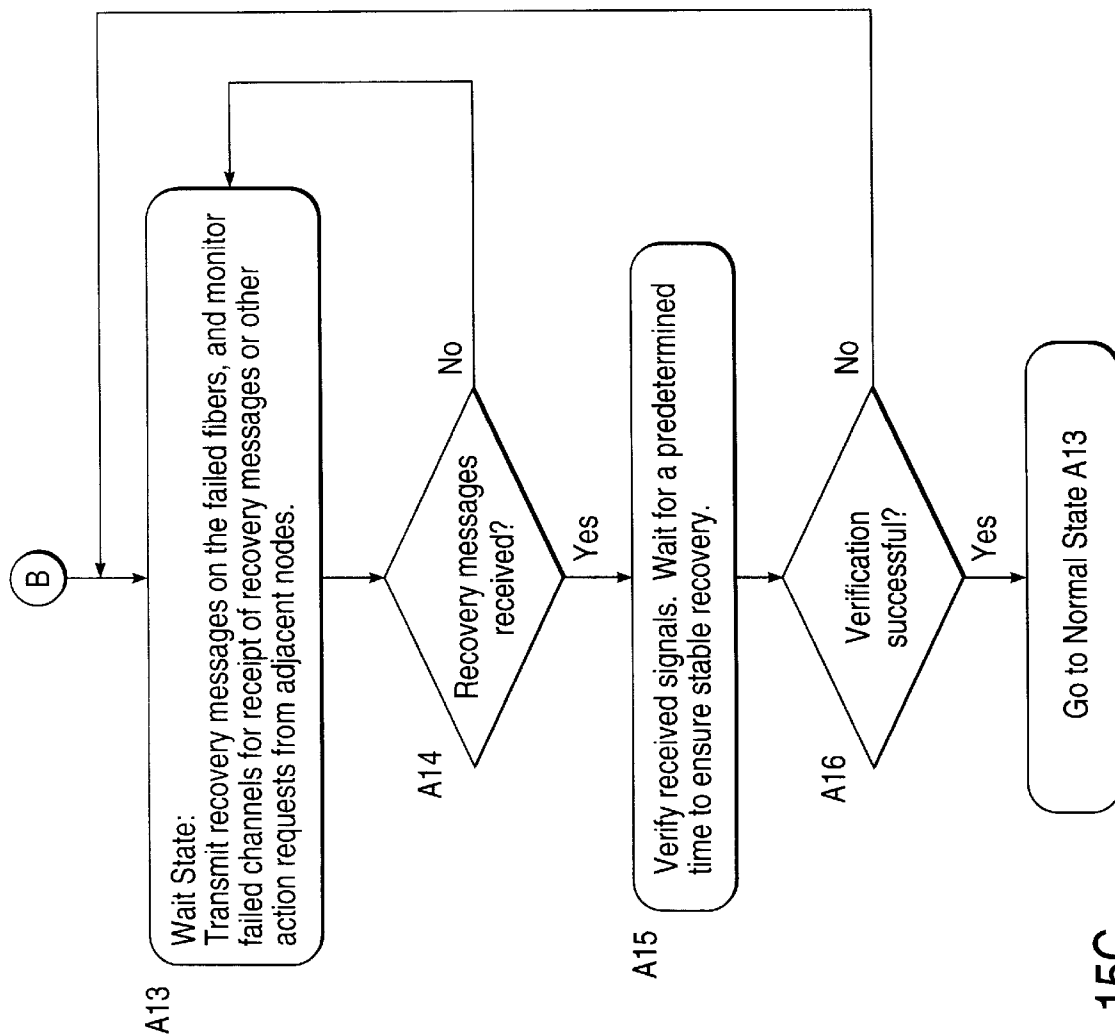 B
A13
Wait State:
Transmit recovery messages on the failed fibers, and monitor
failed channels for receipt of recovery messages or other
action requests from adjacent nodes.
A14
Recovery messages
received?
No
Yes
A15
Verify received signals. Wait for a predetermined
time to ensure stable recovery.
A16
Verification
successful?
No
Yes
Go to Normal State A13
15C